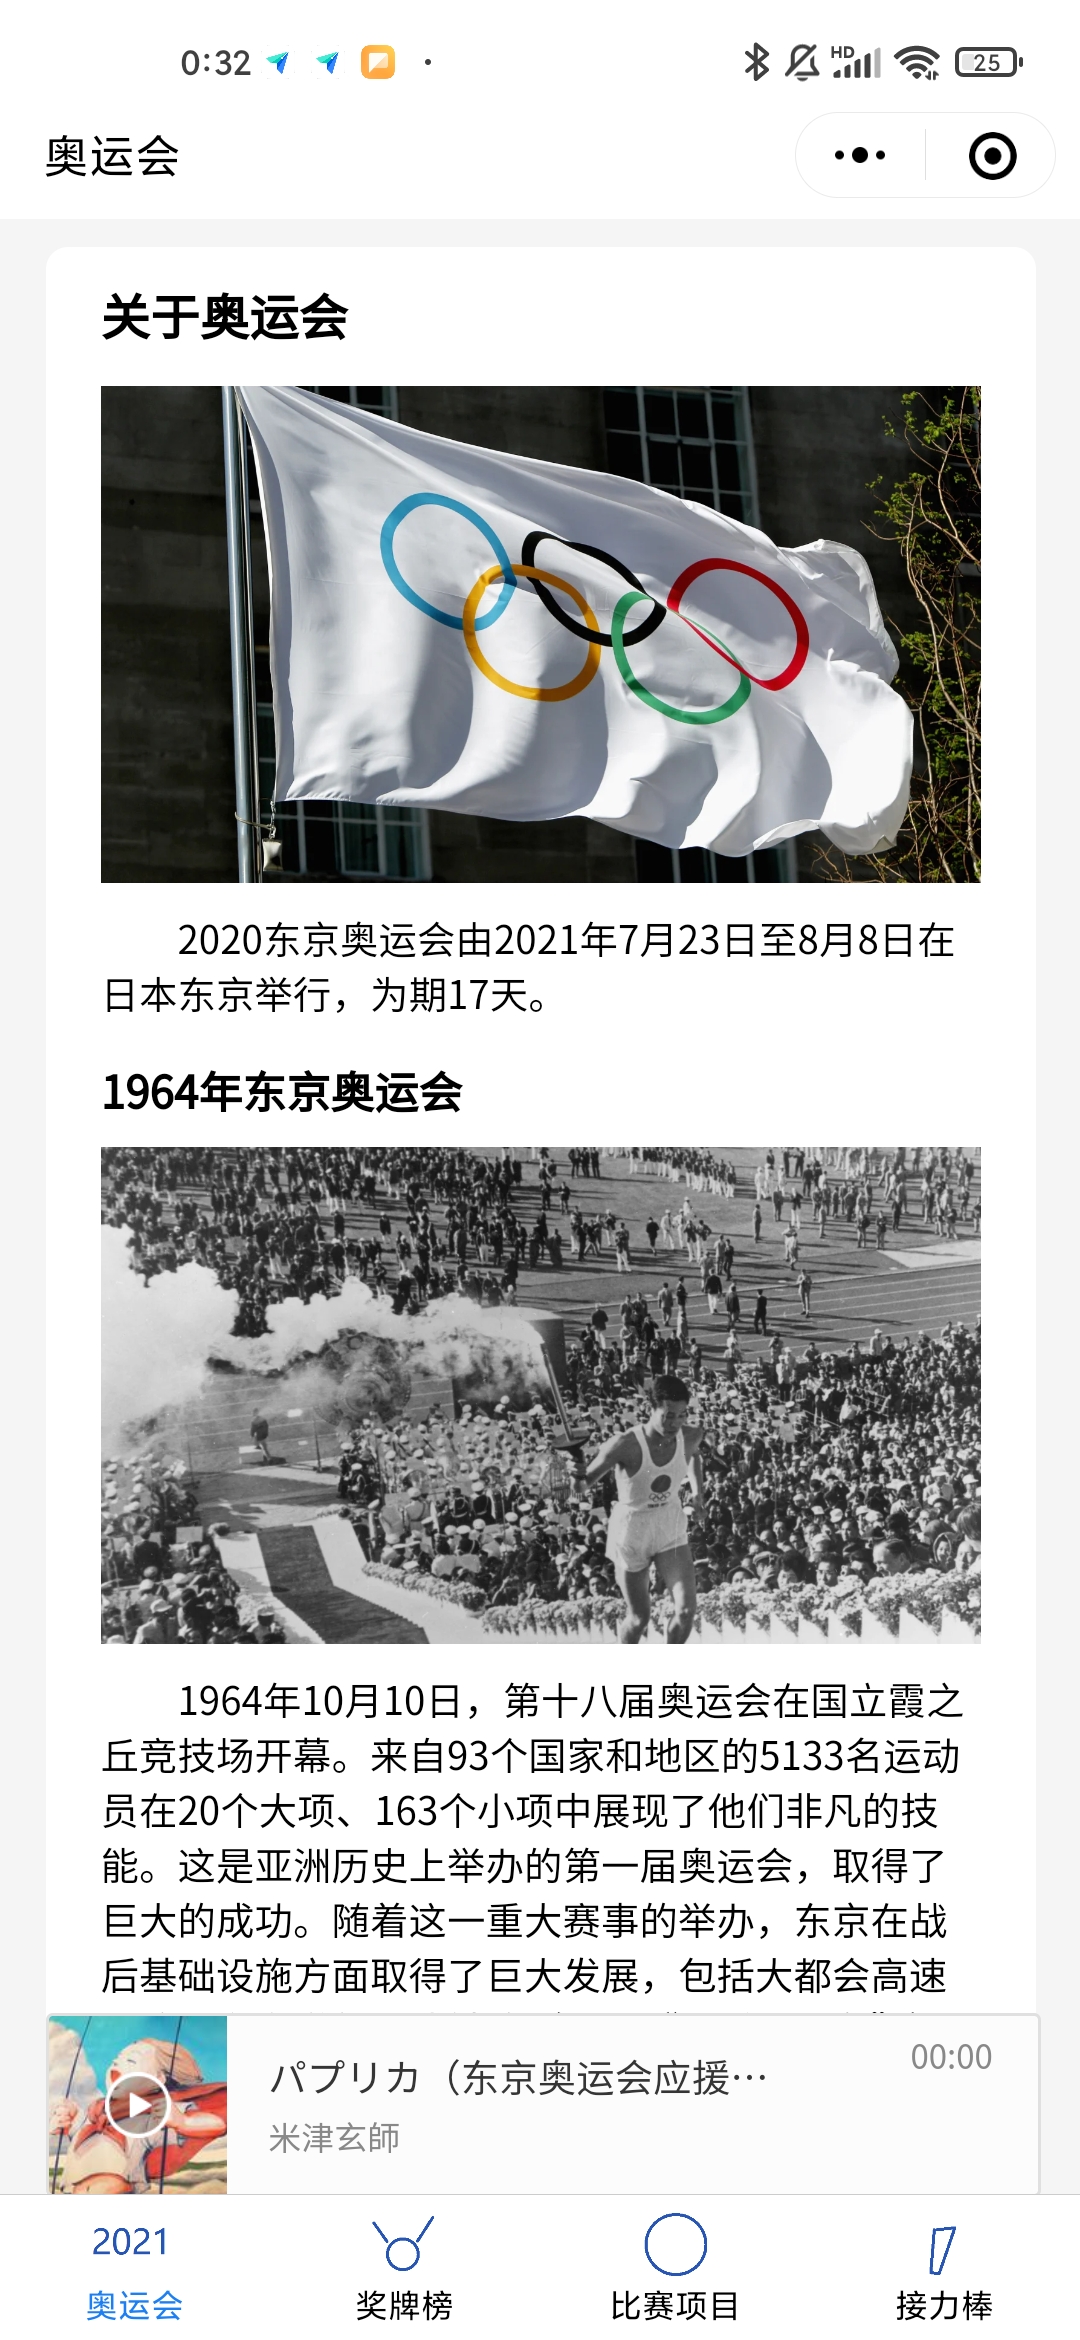 0:32
HD
25
奥运会
关于奥运会
2020东京奥运会由2021年7月23日至8月8日在
日本东京举行，为期17天。
1964年东京奥运会
1964年10月10日，第十八届奥运会在国立霞之
丘竞技场开幕。来自93个国家和地区的5133名运动
员在20个大项、163个小项中展现了他们非凡的技
能。这是亚洲历史上举办的第一届奥运会，取得了
巨大的成功。随着这一重大赛事的举办，东京在战
后基础设施方面取得了巨大发展，包括大都会高速
パプリカ（东京奥运会应援…
00:00
米津玄師
2021
奥运会
奖牌榜
比赛项目
接力棒